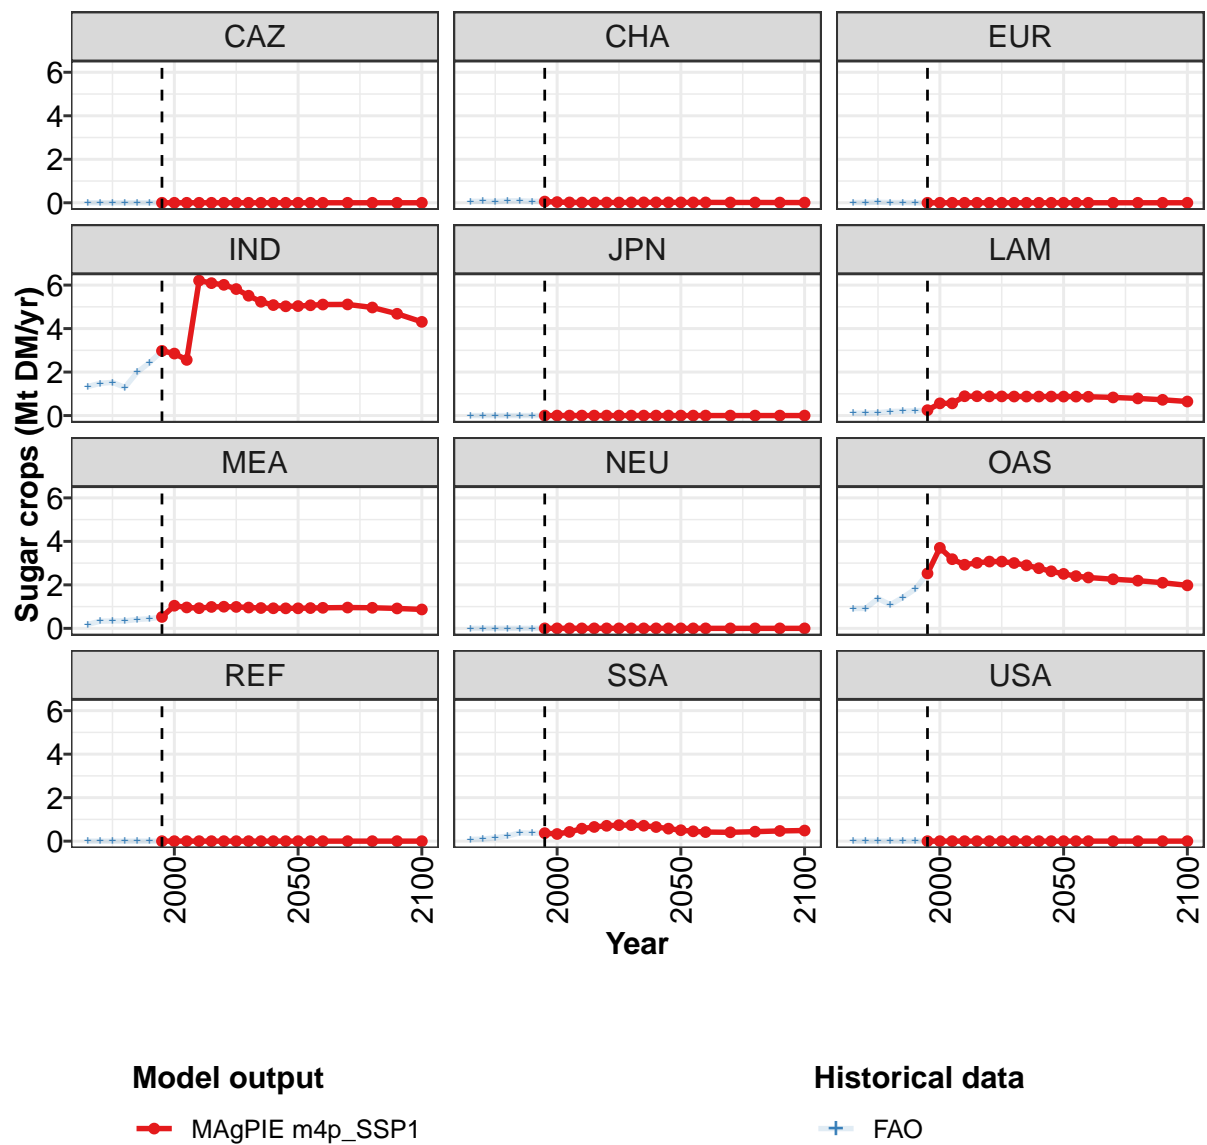 CAZ CHA EUR
6
4
2
0
IND JPN LAM
6
4
2
0
MEA NEU OAS
6
4
2
0
REF SSA USA
6
4
2
0
Sugar crops (Mt DM/yr)
2000 2050 2100 2000 2050 2100 2000 2050 2100
Year
Model output Historical data
MAgPIE m4p_SSP1 FAO